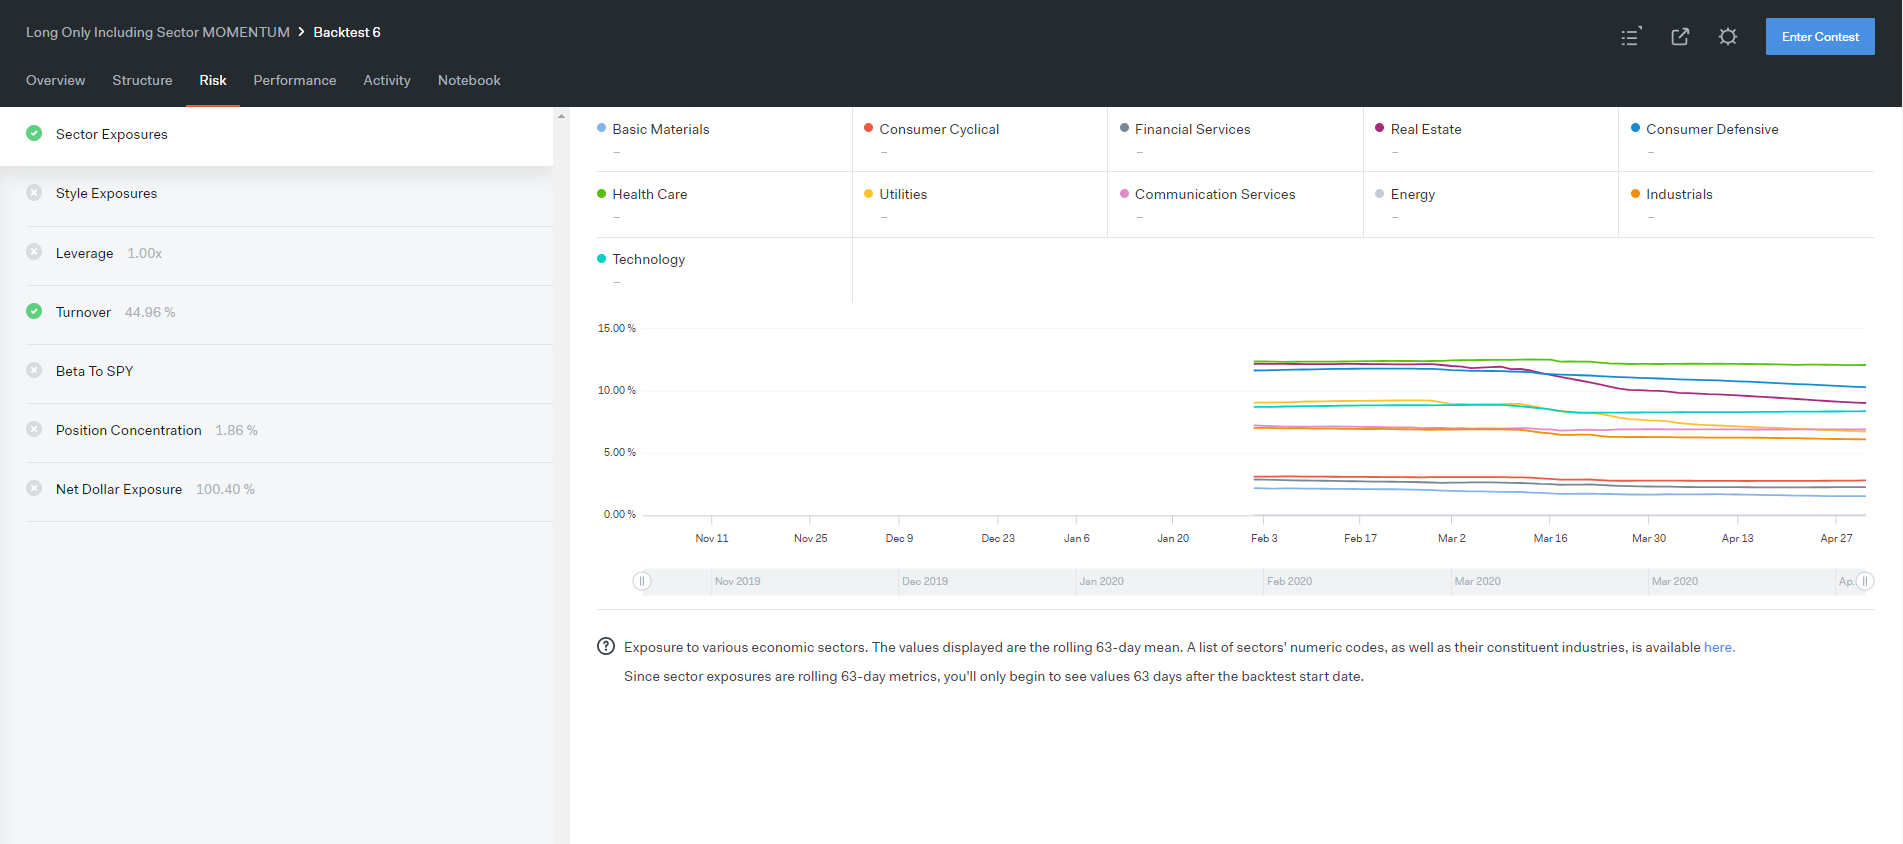 Long Only Including Sector MOMENTUM > Backtest 6
Enter Contest
Overview Structure Risk Performance Activity Notebook
Sector Exposures
Style Exposures
Leverage 1.00x
Turnover 44.96 %
Beta To SPY
Position Concentration 1.86 %
Net Dollar Exposure 100.40 %
Basic Materials Consumer Cyclical Financial Services Real Estate Consumer Defensive
– – – – –
Health Care Utilities Communication Services Energy Industrials
– – – – –
Technology
–
15.00 %
10.00 %
5.00 %
0.00 %
Nov 11 Nov 25 Dec 9 Dec 23 Jan 6 Jan 20 Feb 3 Feb 17 Mar 2 Mar 16 Mar 30 Apr 13 Apr 27
Nov 2019 Dec 2019 Jan 2020 Feb 2020 Mar 2020 Mar 2020 Ap.
? Exposure to various economic sectors. The values displayed are the rolling 63-day mean. A list of sectors' numeric codes, as well as their constituent industries, is available here.
Since sector exposures are rolling 63-day metrics, you'll only begin to see values 63 days after the backtest start date.